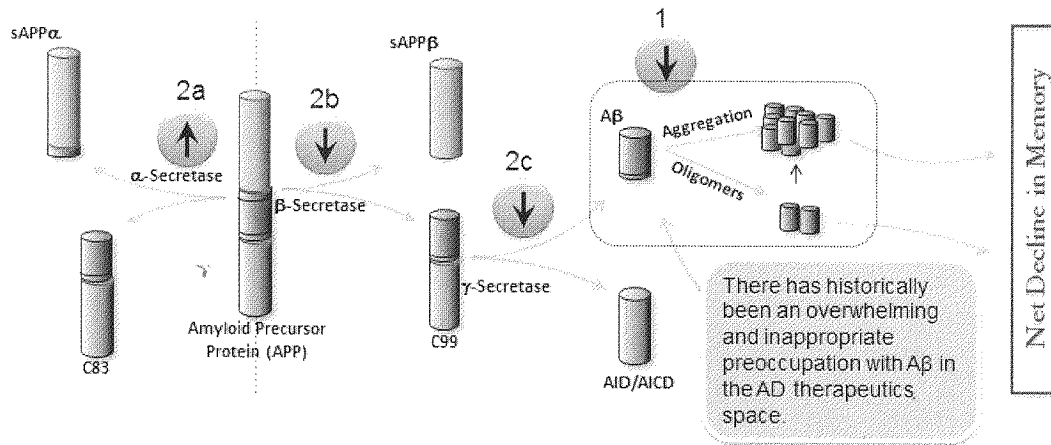 sAPPα
2a
α-Secretase
C83
Amyloid Precursor
Protein (APP)
2b
β-Secretase
sAPPβ
2c
γ-Secretase
C99
1
Aβ
Aggregation
Oligomers
AID/AICD
There has historically
been an overwhelming
and inappropriate
preoccupation with Aβ in
the AD therapeutics
space.
Net Decline in Memory